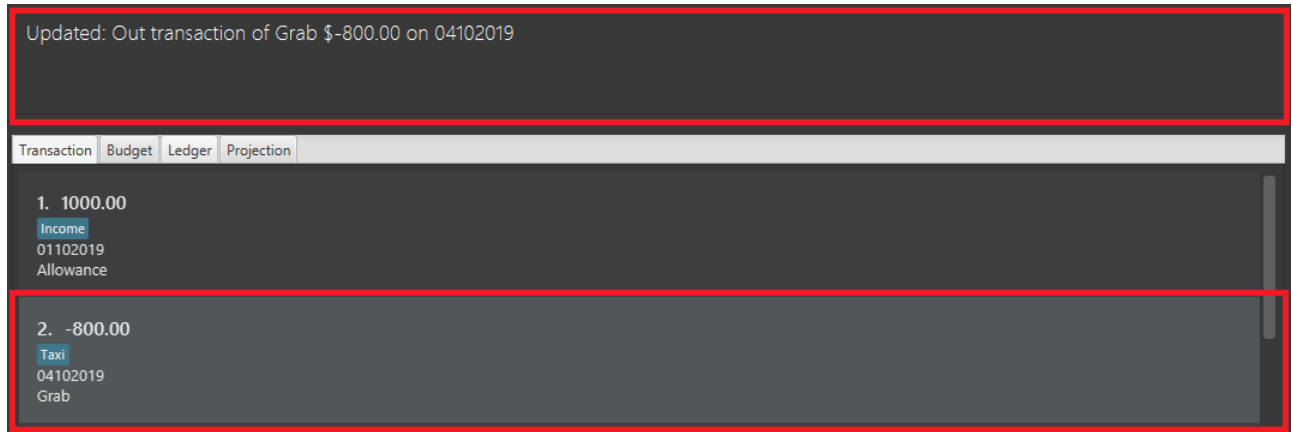 Updated: Out transaction of Grab $-800.00 on 04102019
Transaction Budget Ledger Projection
1. 1000.00
Income
01102019
Allowance
2. -800.00
Taxi
04102019
Grab